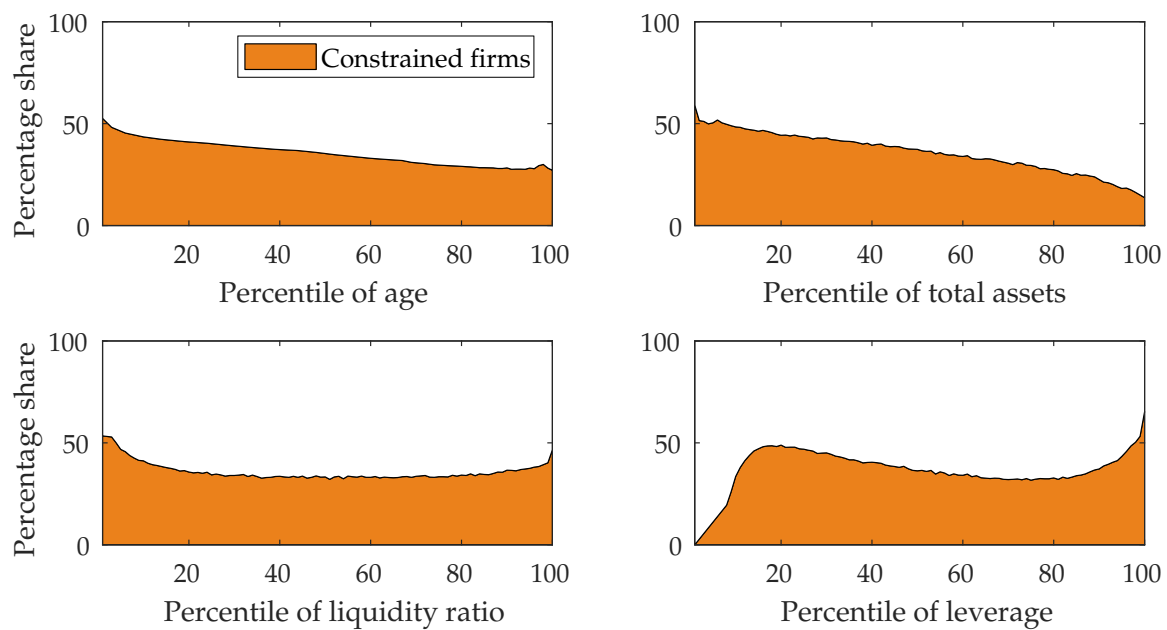 100
50
0
Percentage share
Constrained firms
20 40 60 80 100
Percentile of age
100
50
0
20 40 60 80 100
Percentile of total assets
100
50
0
Percentage share
20 40 60 80 100
Percentile of liquidity ratio
100
50
0
20 40 60 80 100
Percentile of leverage